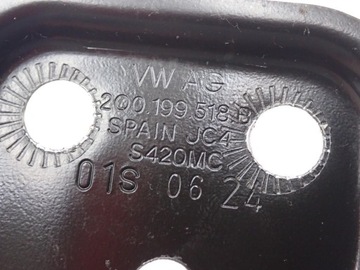 VW AG
2Q0.199 518 B
SPAIN JC4
S420MC
01S 06 24